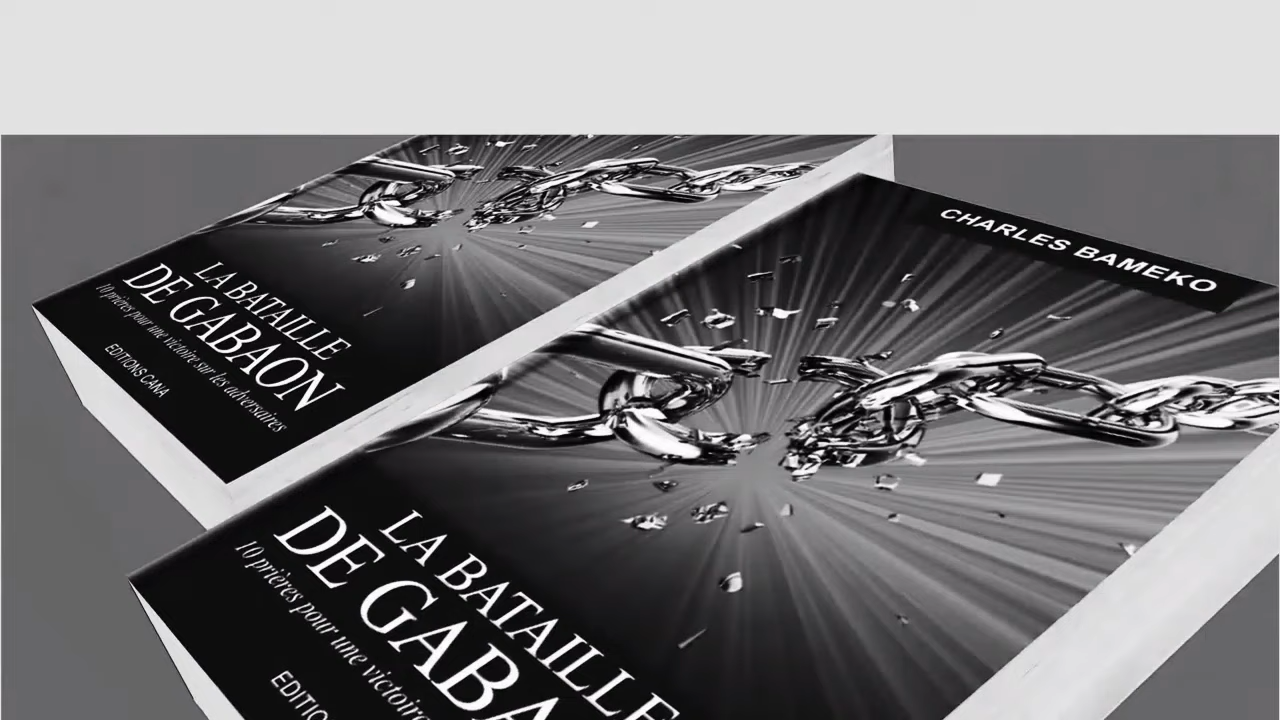 LA BATAILLE
DE GABAON
10 prières pour une victoire sur les adversaires
EDITIONS CANA
CHARLES BAMEKO
LA BATAILLE
DE GABA
10 prières pour une victoire
EDITIO